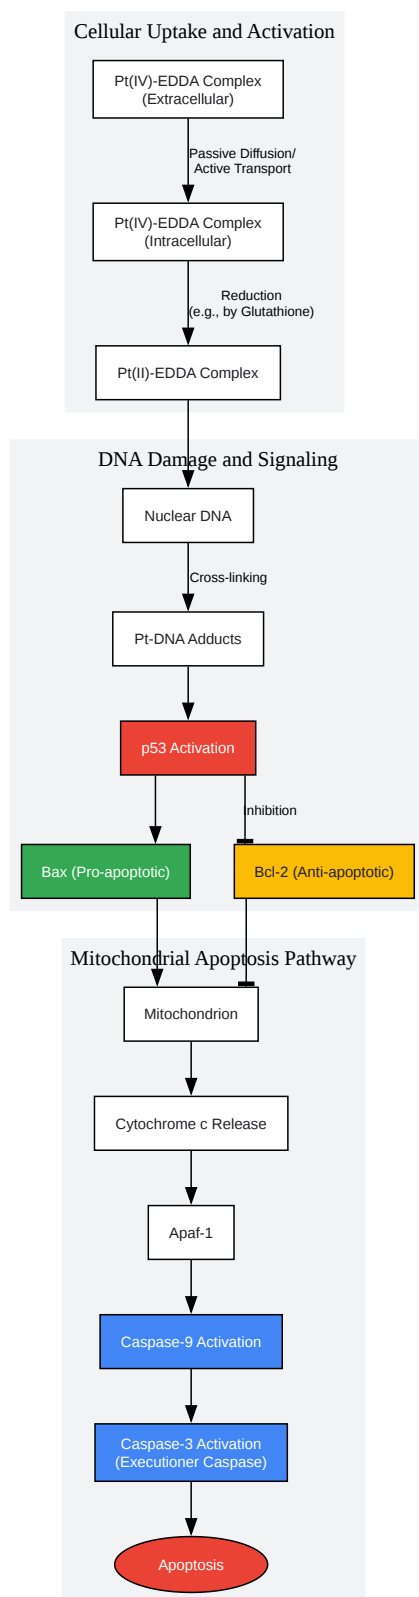 Cellular Uptake and Activation
Pt(IV)-EDDA Complex
(Extracellular)
Passive Diffusion/
Active Transport
Pt(IV)-EDDA Complex
(Intracellular)
Reduction
(e.g., by Glutathione)
Pt(II)-EDDA Complex
DNA Damage and Signaling
Nuclear DNA
Cross-linking
Pt-DNA Adducts
p53 Activation
Inhibition
Bax (Pro-apoptotic)
Bcl-2 (Anti-apoptotic)
Mitochondrial Apoptosis Pathway
Mitochondrion
Cytochrome c Release
Apaf-1
Caspase-9 Activation
Caspase-3 Activation
(Executioner Caspase)
Apoptosis